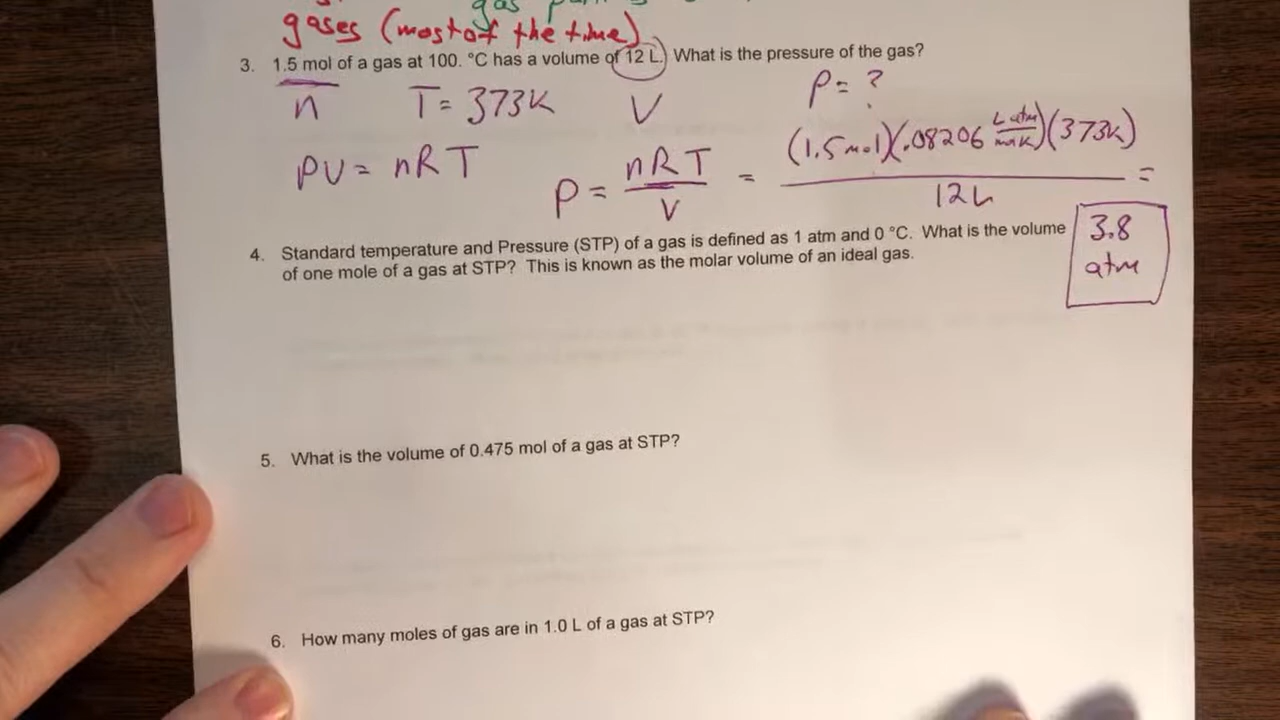 gas
gases (most of the time)
3. 1.5 mol of a gas at 100. °C has a volume of 12 L. What is the pressure of the gas?
n T = 373K V P = ?
PV = nRT P = nRT / V = (1.5 mol)(.08206 L atm / mol K)(373K) / 12 L =
3.8
atm
4. Standard temperature and Pressure (STP) of a gas is defined as 1 atm and 0 °C. What is the volume
of one mole of a gas at STP? This is known as the molar volume of an ideal gas.
5. What is the volume of 0.475 mol of a gas at STP?
6. How many moles of gas are in 1.0 L of a gas at STP?